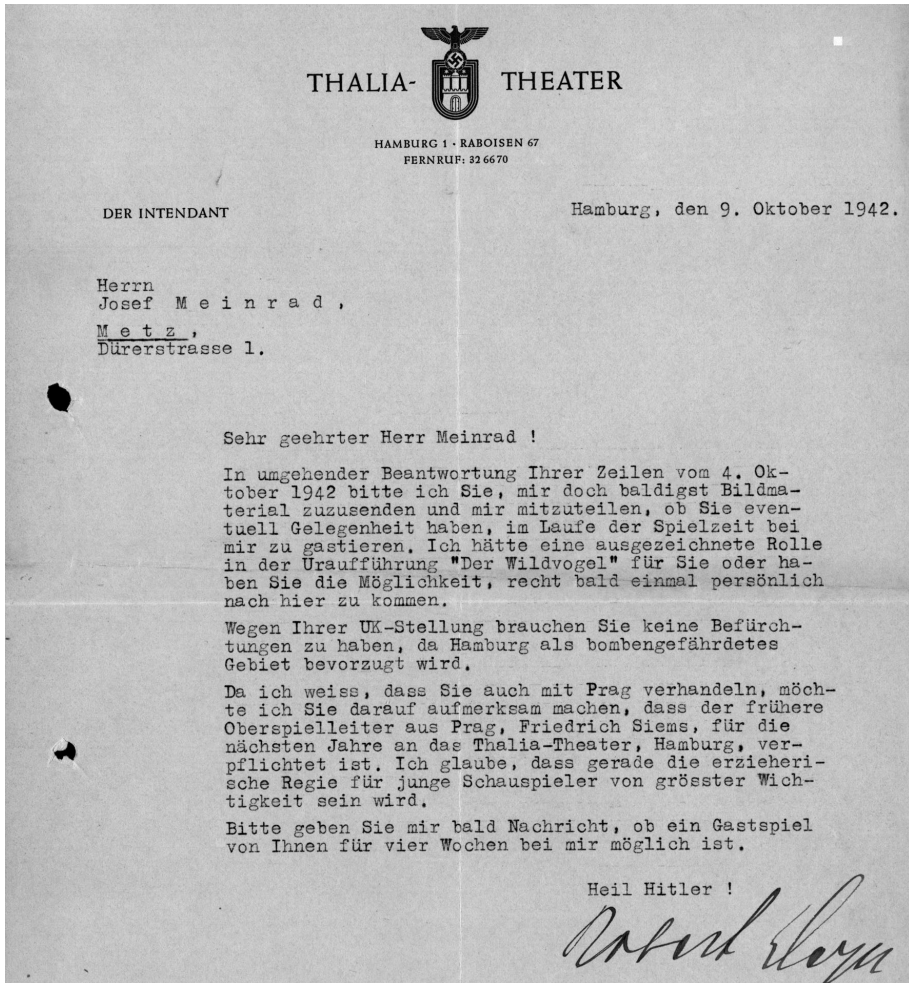 THALIA- THEATER
HAMBURG 1 · RABOISEN 67
FERNRUF: 32 66 70
DER INTENDANT
Hamburg, den 9. Oktober 1942.
Herrn
Josef M e i n r a d ,
M e t z ,
Dürerstrasse 1.
Sehr geehrter Herr Meinrad !
In umgehender Beantwortung Ihrer Zeilen vom 4. Ok-
tober 1942 bitte ich Sie, mir doch baldigst Bildma-
terial zuzusenden und mir mitzuteilen, ob Sie even-
tuell Gelegenheit haben, im Laufe der Spielzeit bei
mir zu gastieren. Ich hätte eine ausgezeichnete Rolle
in der Uraufführung "Der Wildvogel" für Sie oder ha-
ben Sie die Möglichkeit, recht bald einmal persönlich
nach hier zu kommen.
Wegen Ihrer UK-Stellung brauchen Sie keine Befürch-
tungen zu haben, da Hamburg als bombengefährdetes
Gebiet bevorzugt wird.
Da ich weiss, dass Sie auch mit Prag verhandeln, möch-
te ich Sie darauf aufmerksam machen, dass der frühere
Oberspielleiter aus Prag, Friedrich Siems, für die
nächsten Jahre an das Thalia-Theater, Hamburg, ver-
pflichtet ist. Ich glaube, dass gerade die erzieheri-
sche Regie für junge Schauspieler von grösster Wich-
tigkeit sein wird.
Bitte geben Sie mir bald Nachricht, ob ein Gastspiel
von Ihnen für vier Wochen bei mir möglich ist.
Heil Hitler !
Robert